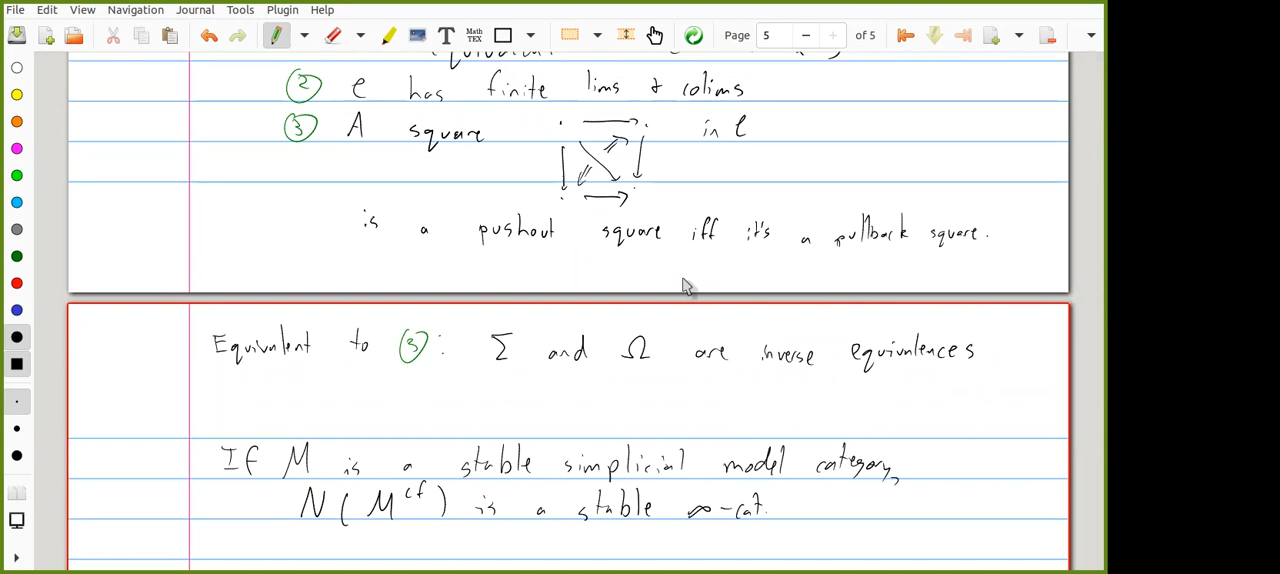 File Edit View Navigation Journal Tools Plugin Help
T Math TEX Page 5 of 5
② C has finite lims & colims
③ A square in C
is a pushout square iff it's a pullback square.
Equivalent to ③: Σ and Ω are inverse equivalences
If M is a stable simplicial model category,
N(M^cf) is a stable ∞-cat.